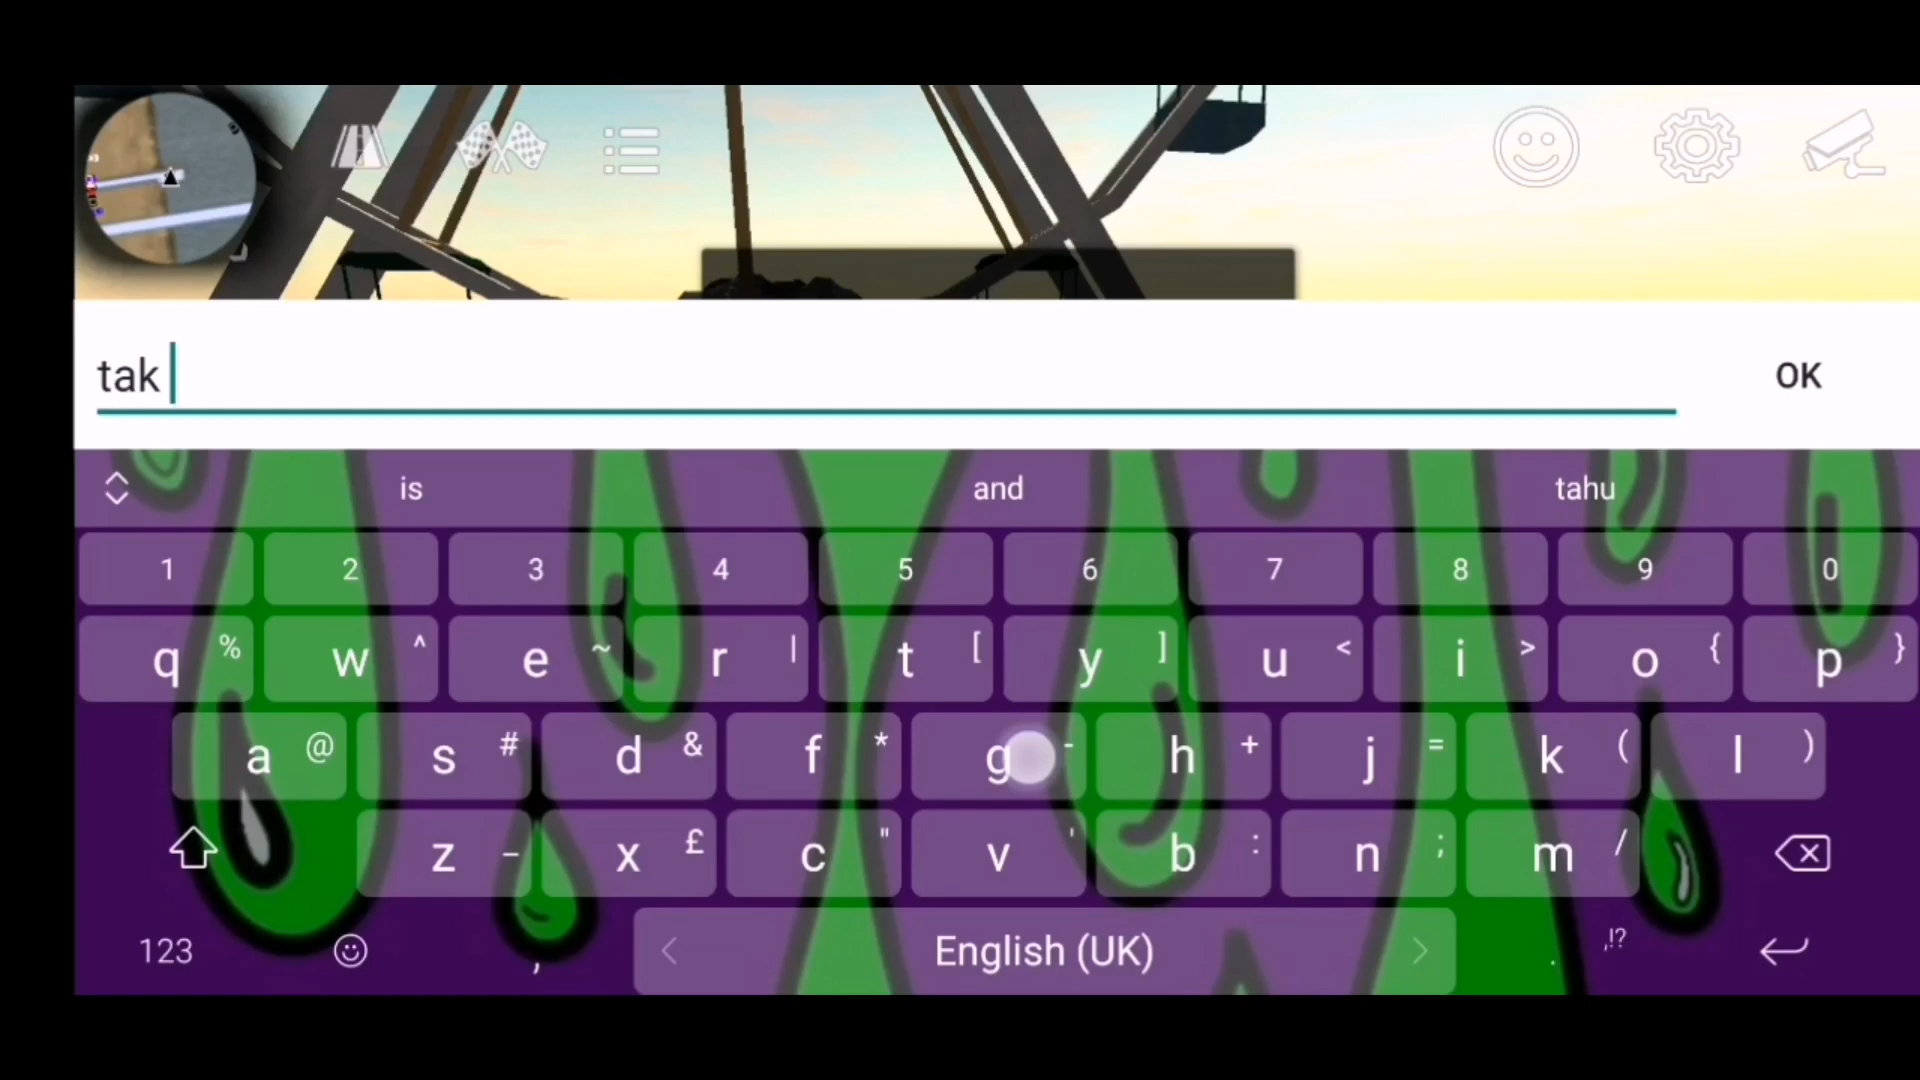 tak
OK
is and tahu
1 2 3 4 5 6 7 8 9 0
q % w ^ e ~ r | t [ y ] u < i > o { p }
a @ s # d & f * g - h + j = k ( l )
z _ x £ c " v ' b : n ; m /
123 , < English (UK) > . ,!?